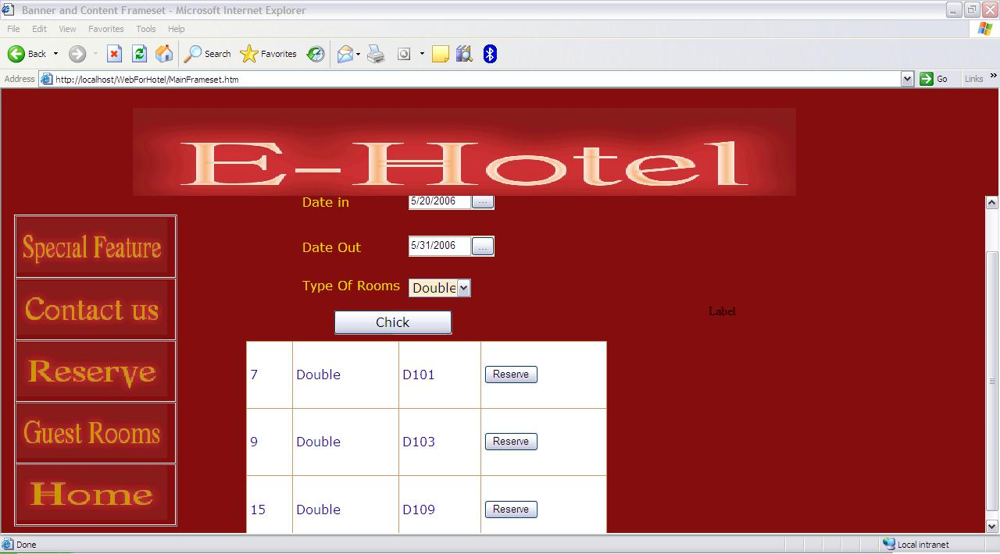 Banner and Content Frameset - Microsoft Internet Explorer
File Edit View Favorites Tools Help
Back Search Favorites
Address http://localhost/WebForHotel/MainFrameset.htm Go Links »
E-Hotel
Date in 5/20/2006 ...
Special Feature
Date Out 5/31/2006 ...
Type Of Rooms Double
Contact us
Label
Chick
Reserve
7 Double D101 Reserve
Guest Rooms
9 Double D103 Reserve
Home
15 Double D109 Reserve
Done Local intranet